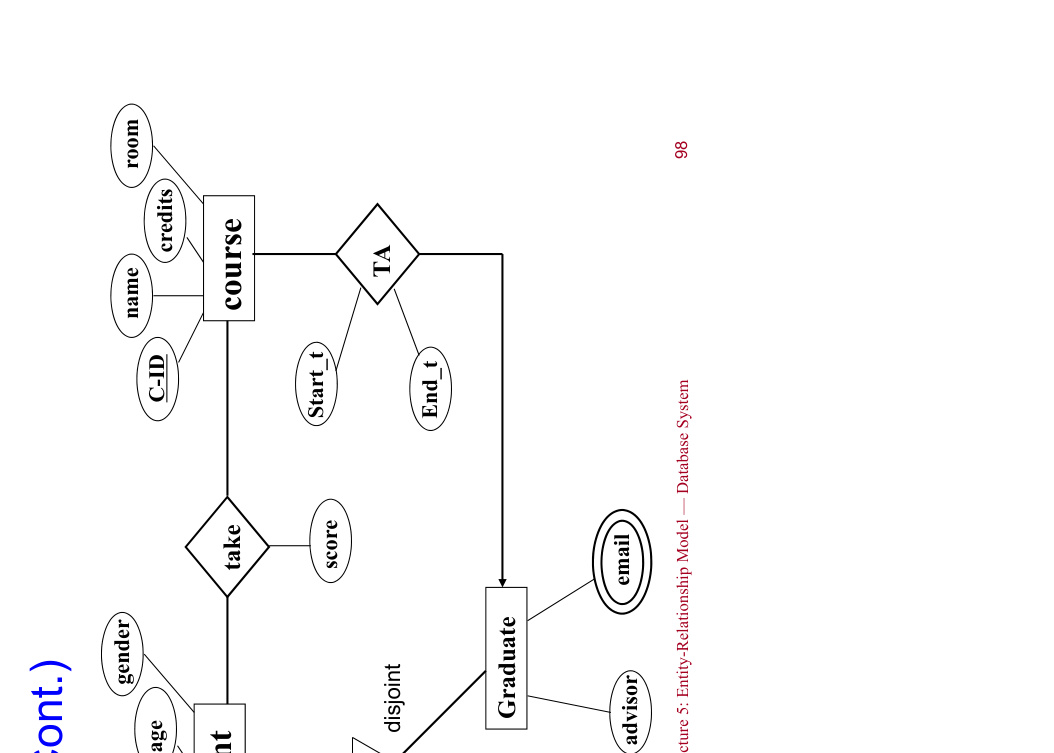 ont.)
room
credits
name
C-ID
course
TA
Start_t
End_t
take
score
gender
age
nt
disjoint
Graduate
email
advisor
cture 5: Entity-Relationship Model — Database System
98